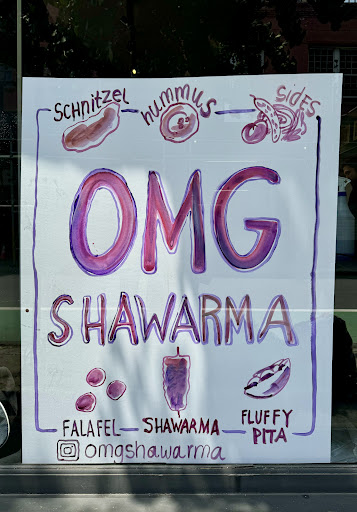 SCHNITZEL hummus SIDES
OMG
SHAWARMA
FALAFEL SHAWARMA FLUFFY PITA
omgshawarma